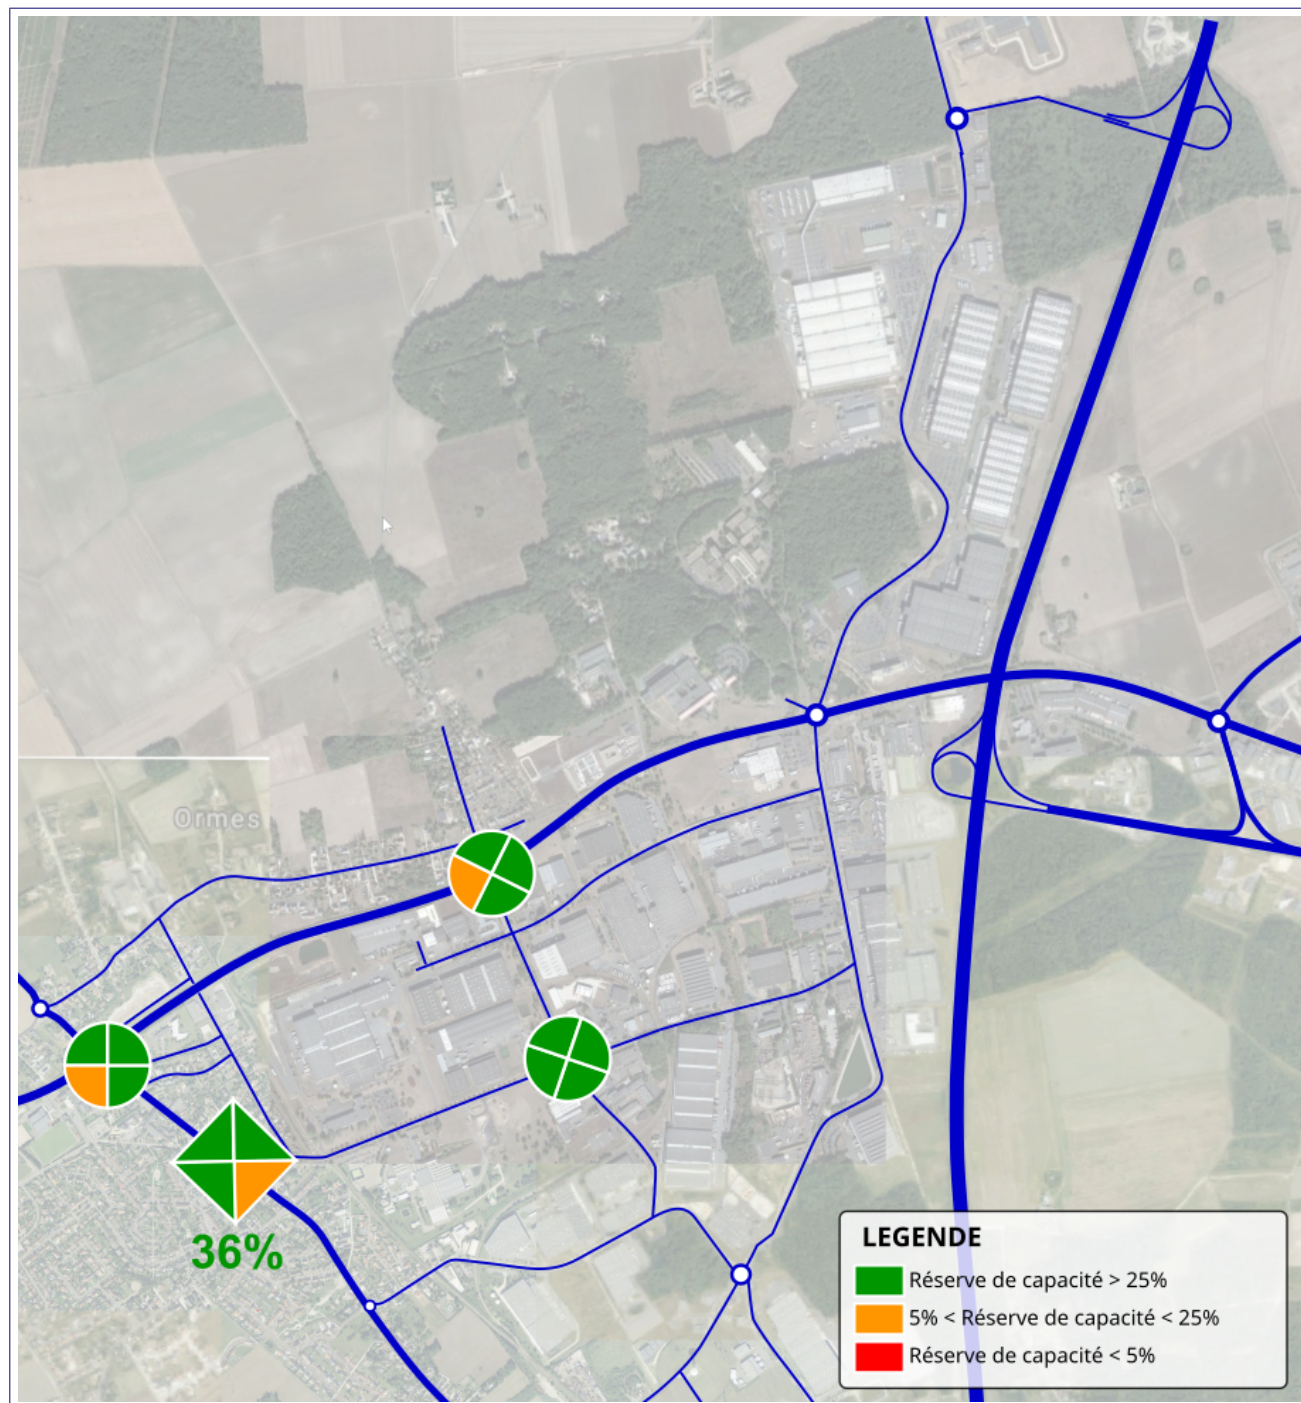 Ormes
36%
LEGENDE
Réserve de capacité > 25%
5% < Réserve de capacité < 25%
Réserve de capacité < 5%